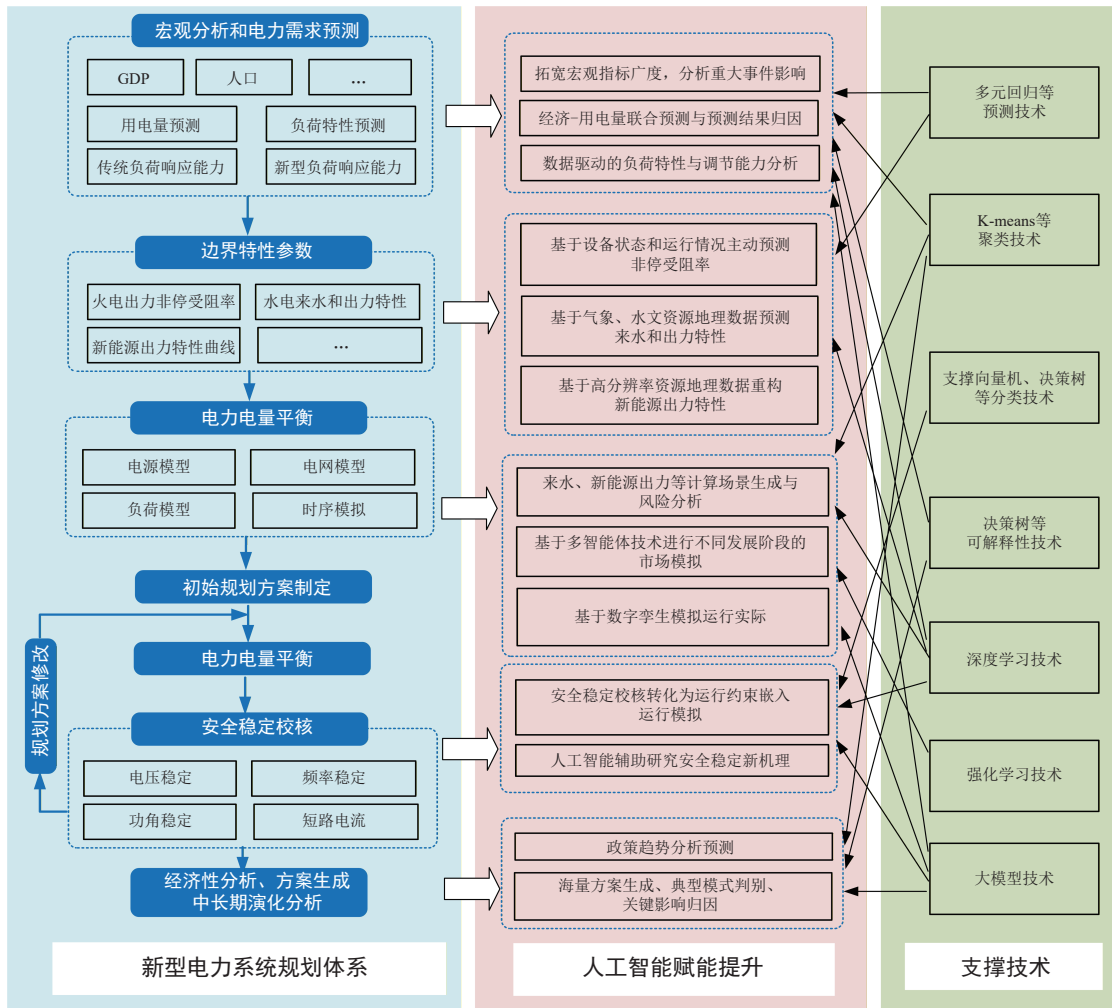 宏观分析和电力需求预测
GDP
人口
…
用电量预测
负荷特性预测
传统负荷响应能力
新型负荷响应能力
边界特性参数
火电出力非停受阻率
水电来水和出力特性
新能源出力特性曲线
…
电力电量平衡
电源模型
电网模型
负荷模型
时序模拟
初始规划方案制定
电力电量平衡
规划方案修改
安全稳定校核
电压稳定
频率稳定
功角稳定
短路电流
经济性分析、方案生成
中长期演化分析
新型电力系统规划体系
拓宽宏观指标广度，分析重大事件影响
经济-用电量联合预测与预测结果归因
数据驱动的负荷特性与调节能力分析
基于设备状态和运行情况主动预测
非停受阻率
基于气象、水文资源地理数据预测
来水和出力特性
基于高分辨率资源地理数据重构
新能源出力特性
来水、新能源出力等计算场景生成与
风险分析
基于多智能体技术进行不同发展阶段的
市场模拟
基于数字孪生模拟运行实际
安全稳定校核转化为运行约束嵌入
运行模拟
人工智能辅助研究安全稳定新机理
政策趋势分析预测
海量方案生成、典型模式判别、
关键影响归因
人工智能赋能提升
多元回归等
预测技术
K-means等
聚类技术
支撑向量机、决策树
等分类技术
决策树等
可解释性技术
深度学习技术
强化学习技术
大模型技术
支撑技术